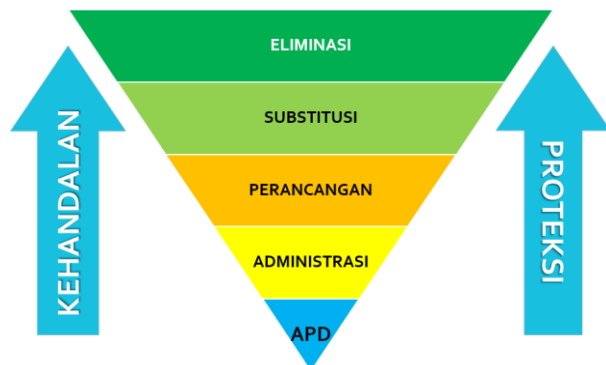 ELIMINASI
SUBSTITUSI
PERANCANGAN
ADMINISTRASI
APD
KEHANDALAN
PROTEKSI